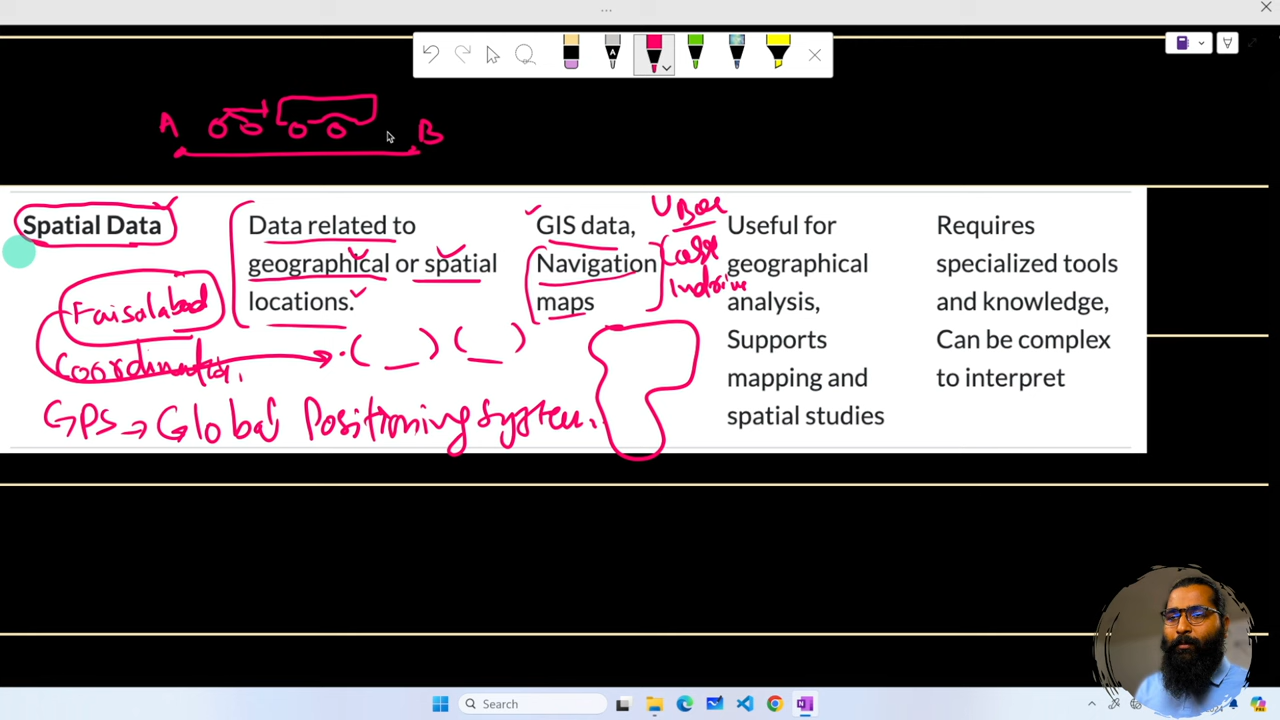 A B
Spatial Data
Data related to
geographical or spatial
locations.
GIS data,
Navigation
maps
Uber
Indrive
Useful for
geographical
analysis,
Supports
mapping and
spatial studies
Requires
specialized tools
and knowledge,
Can be complex
to interpret
Faisalabad
GPS → Global Positioning System.
Search